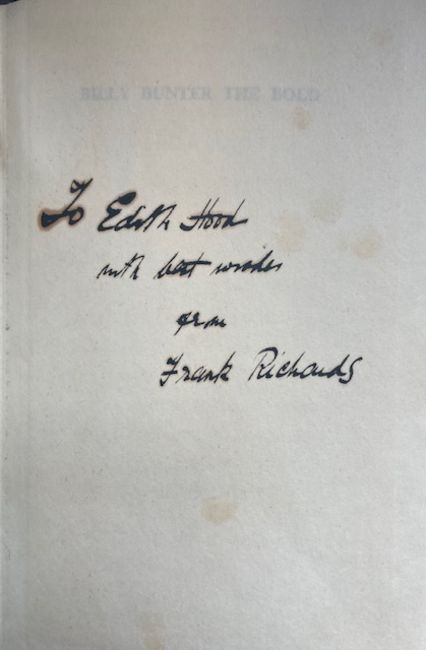 BILLY BUNTER THE BOLD
To Edith Hood
with best wishes
from
Frank Richards